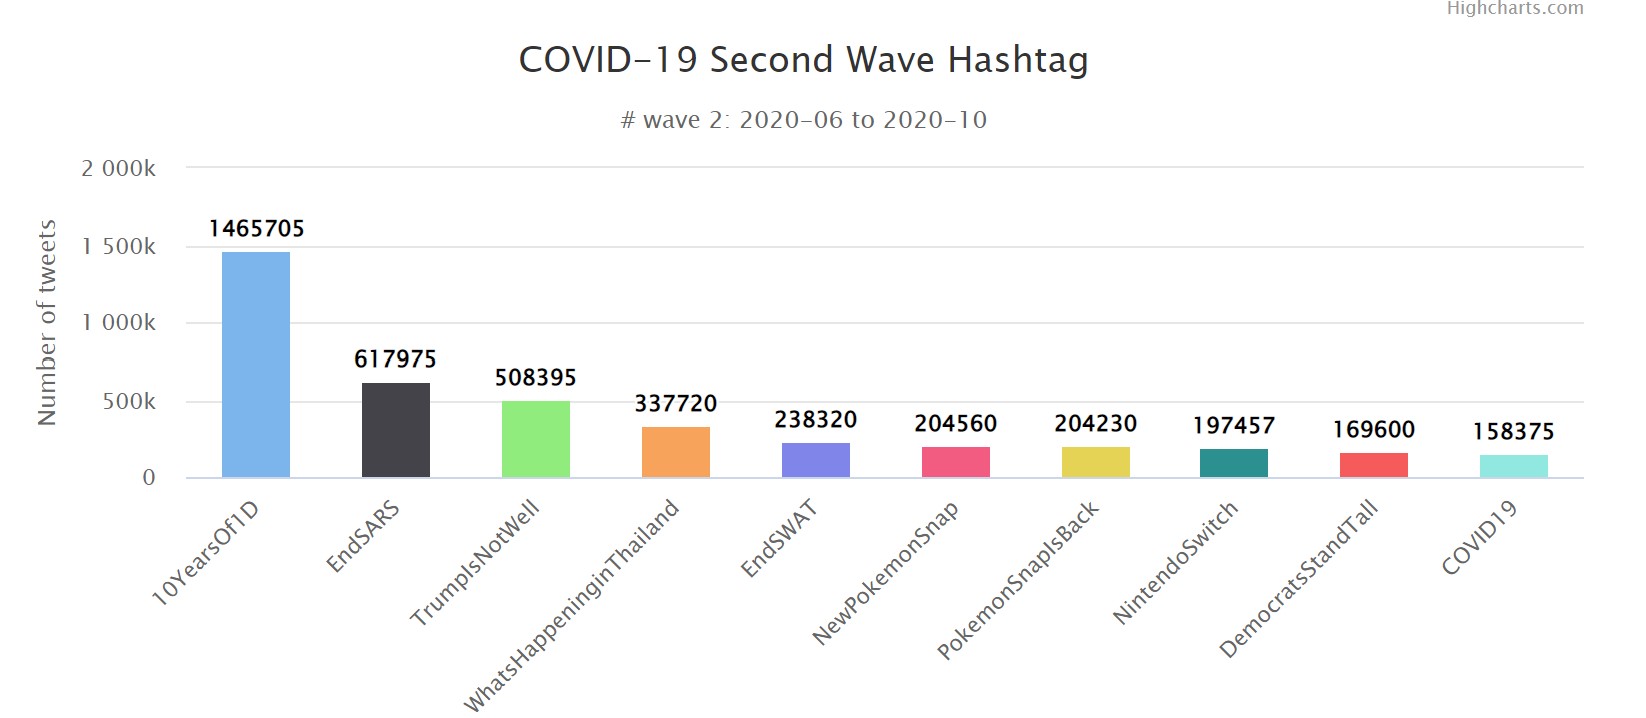 Highcharts.com
COVID-19 Second Wave Hashtag
# wave 2: 2020-06 to 2020-10
Number of tweets
2 000k
1 500k
1 000k
500k
0
1465705
617975
508395
337720
238320
204560
204230
197457
169600
158375
10YearsOf1D
EndSARS
TrumpIsNotWell
WhatsHappeninginThailand
EndSWAT
NewPokemonSnap
PokemonSnapIsBack
NintendoSwitch
DemocratsStandTall
COVID19